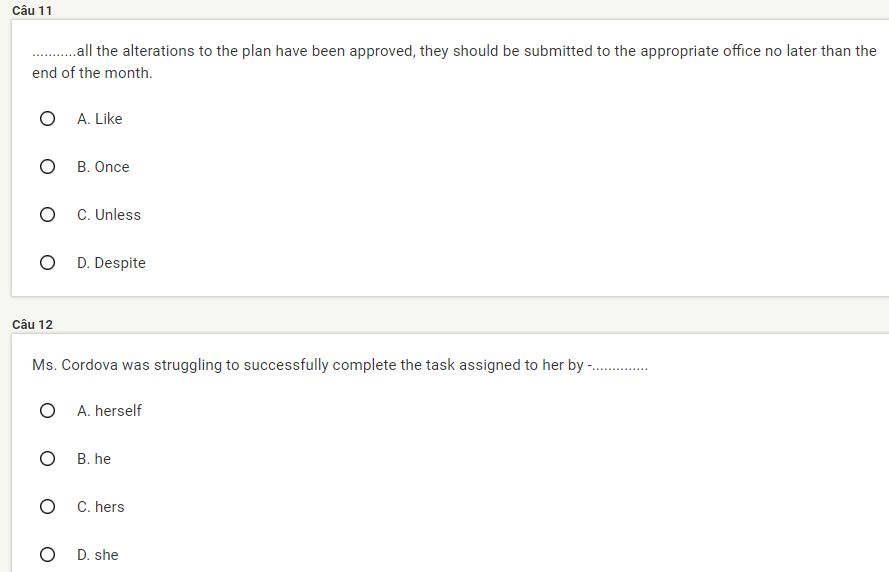 Câu 11
...........all the alterations to the plan have been approved, they should be submitted to the appropriate office no later than the
end of the month.
A. Like
B. Once
C. Unless
D. Despite
Câu 12
Ms. Cordova was struggling to successfully complete the task assigned to her by -..............
A. herself
B. he
C. hers
D. she